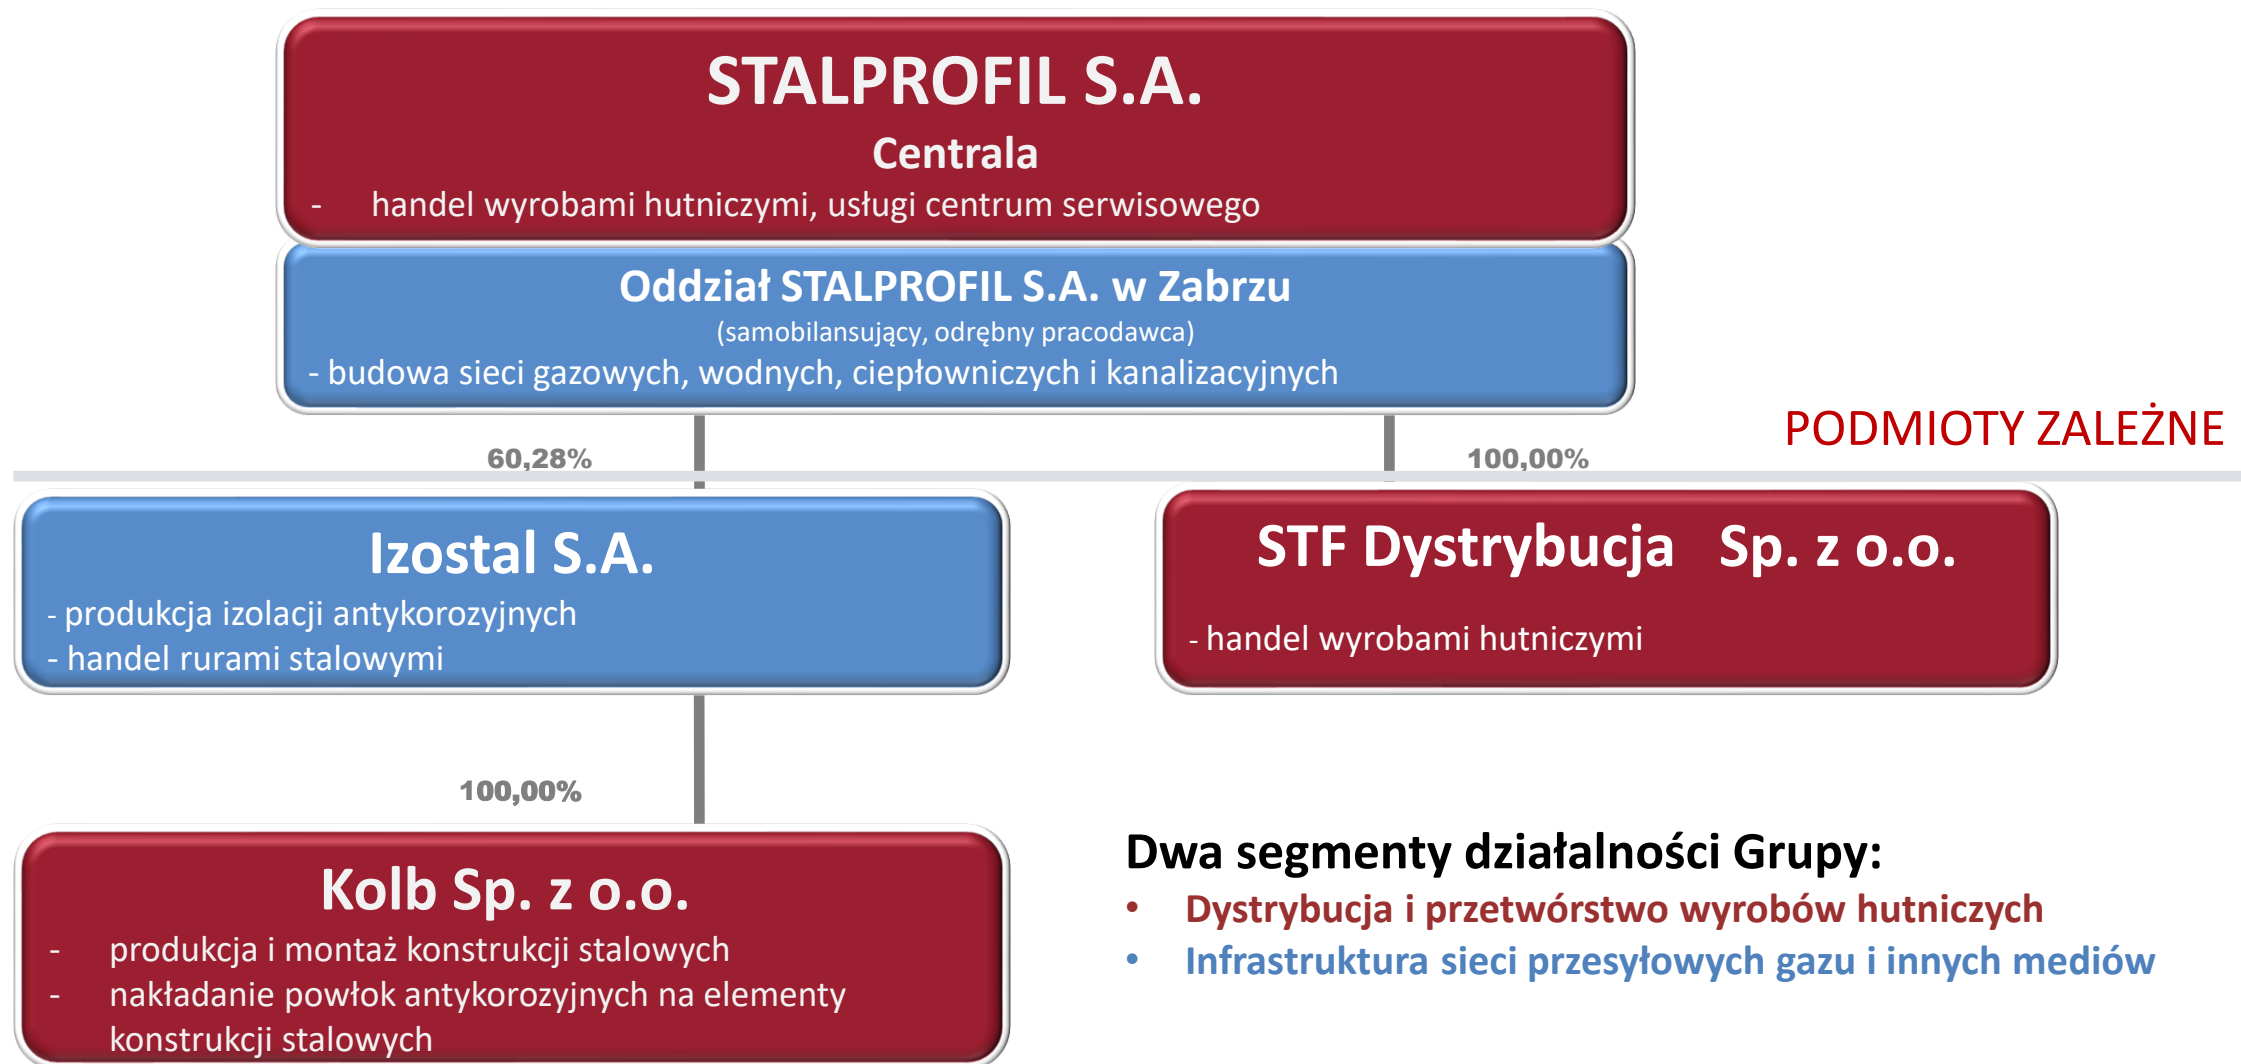 STALPROFIL S.A.
Centrala
- handel wyrobami hutniczymi, usługi centrum serwisowego
Oddział STALPROFIL S.A. w Zabrzu
(samobilansujący, odrębny pracodawca)
- budowa sieci gazowych, wodnych, ciepłowniczych i kanalizacyjnych
PODMIOTY ZALEŻNE
60,28%
100,00%
Izostal S.A.
- produkcja izolacji antykorozyjnych
- handel rurami stalowymi
STF Dystrybucja Sp. z o.o.
- handel wyrobami hutniczymi
100,00%
Kolb Sp. z o.o.
- produkcja i montaż konstrukcji stalowych
- nakładanie powłok antykorozyjnych na elementy
konstrukcji stalowych
Dwa segmenty działalności Grupy:
• Dystrybucja i przetwórstwo wyrobów hutniczych
• Infrastruktura sieci przesyłowych gazu i innych mediów